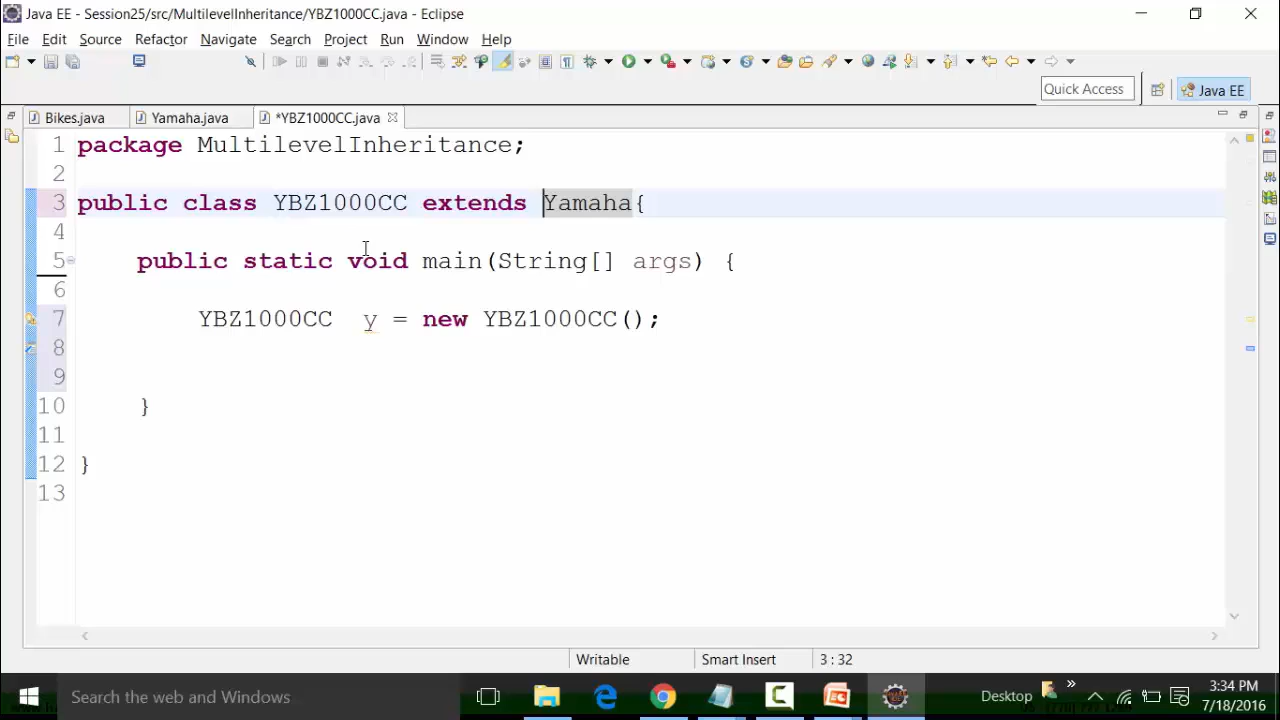 Java EE - Session25/src/MultilevelInheritance/YBZ1000CC.java - Eclipse
File Edit Source Refactor Navigate Search Project Run Window Help
Quick Access
Java EE
Bikes.java Yamaha.java *YBZ1000CC.java
1 package MultilevelInheritance;
2
3 public class YBZ1000CC extends Yamaha{
4
5 public static void main(String[] args) {
6
7 YBZ1000CC y = new YBZ1000CC();
8
9
10 }
11
12 }
13
Writable Smart Insert 3 : 32
Search the web and Windows
Desktop
3:34 PM
7/18/2016